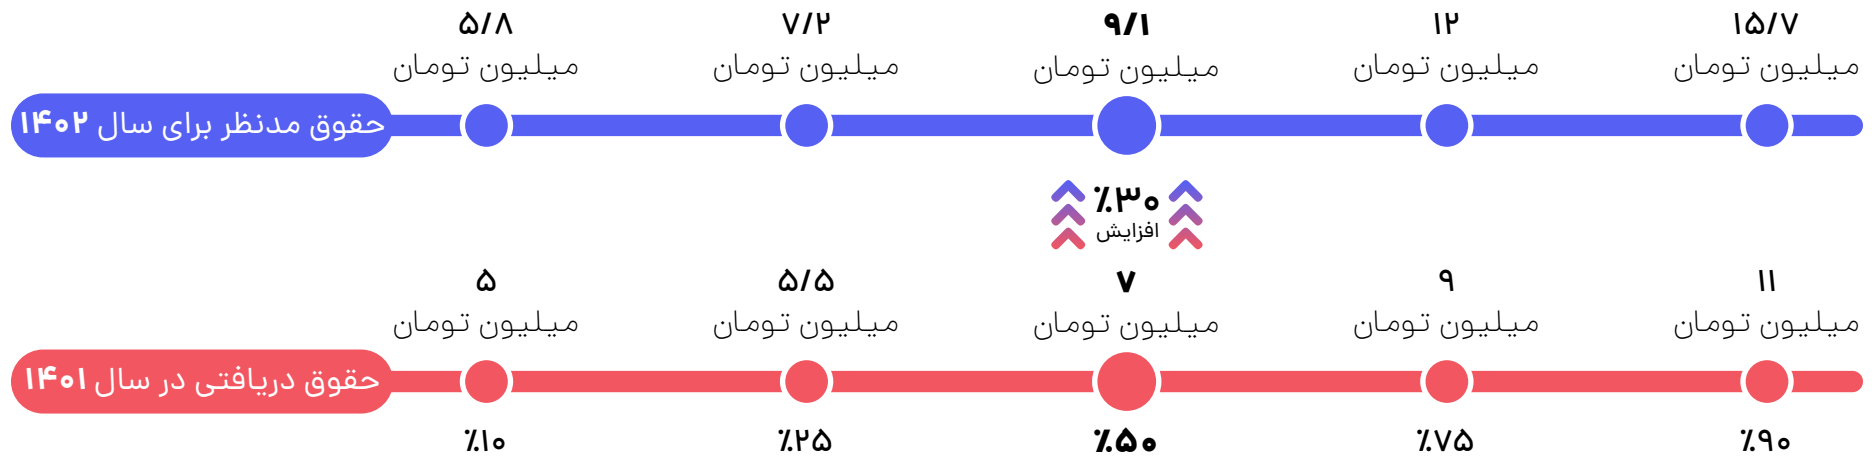 ۵/۸ ۷/۲ ۹/۱ ۱۲ ۱۵/۷
میلیون تومان میلیون تومان میلیون تومان میلیون تومان میلیون تومان
حقوق مدنظر برای سال ۱۴۰۲
٪۳۰
افزایش
۵ ۵/۵ ۷ ۹ ۱۱
میلیون تومان میلیون تومان میلیون تومان میلیون تومان میلیون تومان
حقوق دریافتی در سال ۱۴۰۱
٪۱۰ ٪۲۵ ٪۵۰ ٪۷۵ ٪۹۰